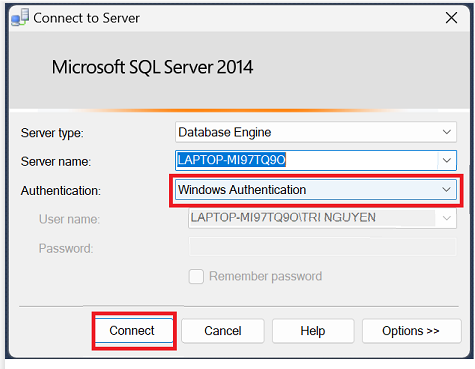 Connect to Server
Microsoft SQL Server 2014
Server type: Database Engine
Server name: LAPTOP-MI97TQ9O
Authentication: Windows Authentication
User name: LAPTOP-MI97TQ9O\TRI NGUYEN
Password:
Remember password
Connect Cancel Help Options >>